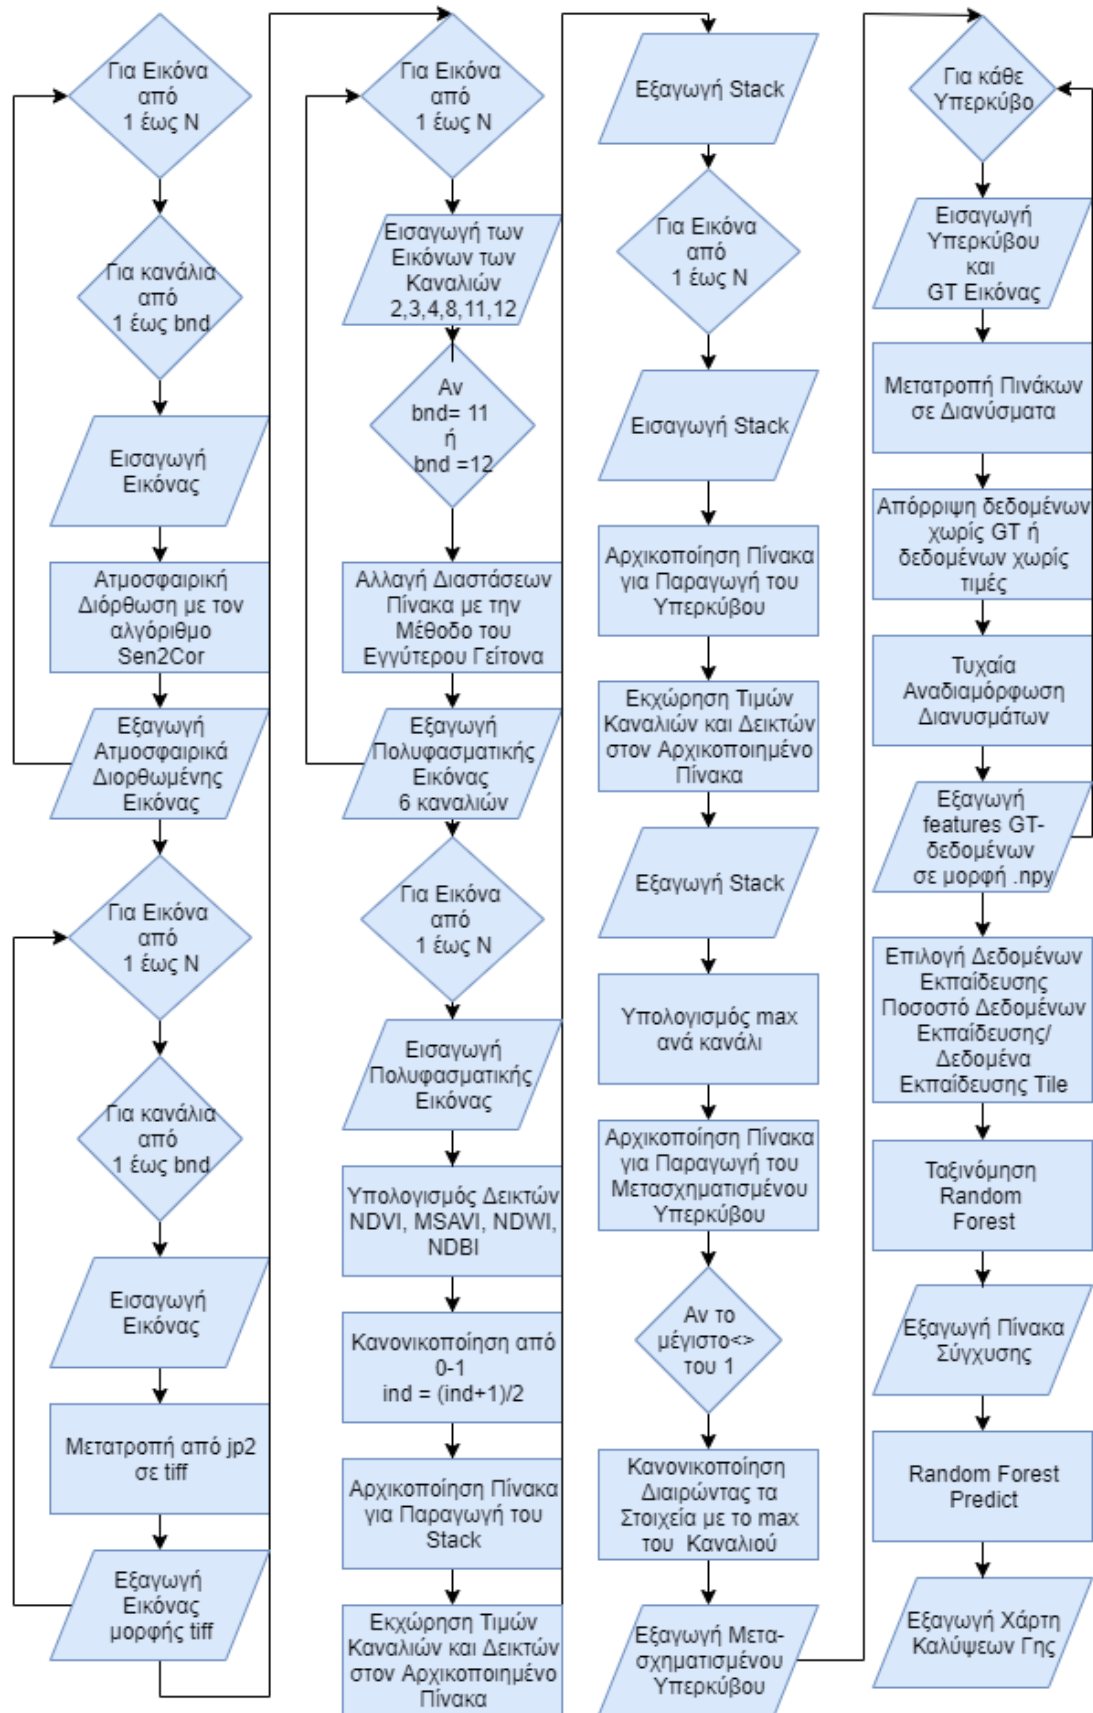 Για Εικόνα
από
1 έως N
Για κανάλια
από
1 έως bnd
Εισαγωγή
Εικόνας
Ατμοσφαιρική
Διόρθωση με τον
αλγόριθμο
Sen2Cor
Εξαγωγή
Ατμοσφαιρικά
Διορθωμένης
Εικόνας
Για Εικόνα
από
1 έως N
Για κανάλια
από
1 έως bnd
Εισαγωγή
Εικόνας
Μετατροπή από jp2
σε tiff
Εξαγωγή
Εικόνας
μορφής tiff
Για Εικόνα
από
1 έως N
Εισαγωγή των
Εικόνων των
Καναλιών
2,3,4,8,11,12
Αν
bnd= 11
ή
bnd =12
Αλλαγή Διαστάσεων
Πίνακα με την
Μέθοδο του
Εγγύτερου Γείτονα
Εξαγωγή
Πολυφασματικής
Εικόνας
6 καναλιών
Για Εικόνα
από
1 έως N
Εισαγωγή
Πολυφασματικής
Εικόνας
Υπολογισμός Δεικτών
NDVI, MSAVI, NDWI,
NDBI
Κανονικοποίηση από
0-1
ind = (ind+1)/2
Αρχικοποίηση Πίνακα
για Παραγωγή του
Stack
Εκχώρηση Τιμών
Καναλιών και Δεικτών
στον Αρχικοποιημένο
Πίνακα
Εξαγωγή Stack
Για Εικόνα
από
1 έως N
Εισαγωγή Stack
Αρχικοποίηση Πίνακα
για Παραγωγή του
Υπερκύβου
Εκχώρηση Τιμών
Καναλιών και Δεικτών
στον Αρχικοποιημένο
Πίνακα
Εξαγωγή Stack
Υπολογισμός max
ανά κανάλι
Αρχικοποίηση Πίνακα
για Παραγωγή του
Μετασχηματισμένου
Υπερκύβου
Αν το
μέγιστο<>
του 1
Κανονικοποίηση
Διαιρώντας τα
Στοιχεία με το max
του Καναλιού
Εξαγωγή Μετα-
σχηματισμένου
Υπερκύβου
Για κάθε
Υπερκύβο
Εισαγωγή
Υπερκύβου
και
GT Εικόνας
Μετατροπή Πινάκων
σε Διανύσματα
Απόρριψη δεδομένων
χωρίς GT ή
δεδομένων χωρίς
τιμές
Τυχαία
Αναδιαμόρφωση
Διανυσμάτων
Εξαγωγή
features GT-
δεδομένων
σε μορφή .npy
Επιλογή Δεδομένων
Εκπαίδευσης
Ποσοστό Δεδομένων
Εκπαίδευσης/
Δεδομένα
Εκπαίδευσης Tile
Ταξινόμηση
Random
Forest
Εξαγωγή Πίνακα
Σύγχυσης
Random Forest
Predict
Εξαγωγή Χάρτη
Καλύψεων Γης